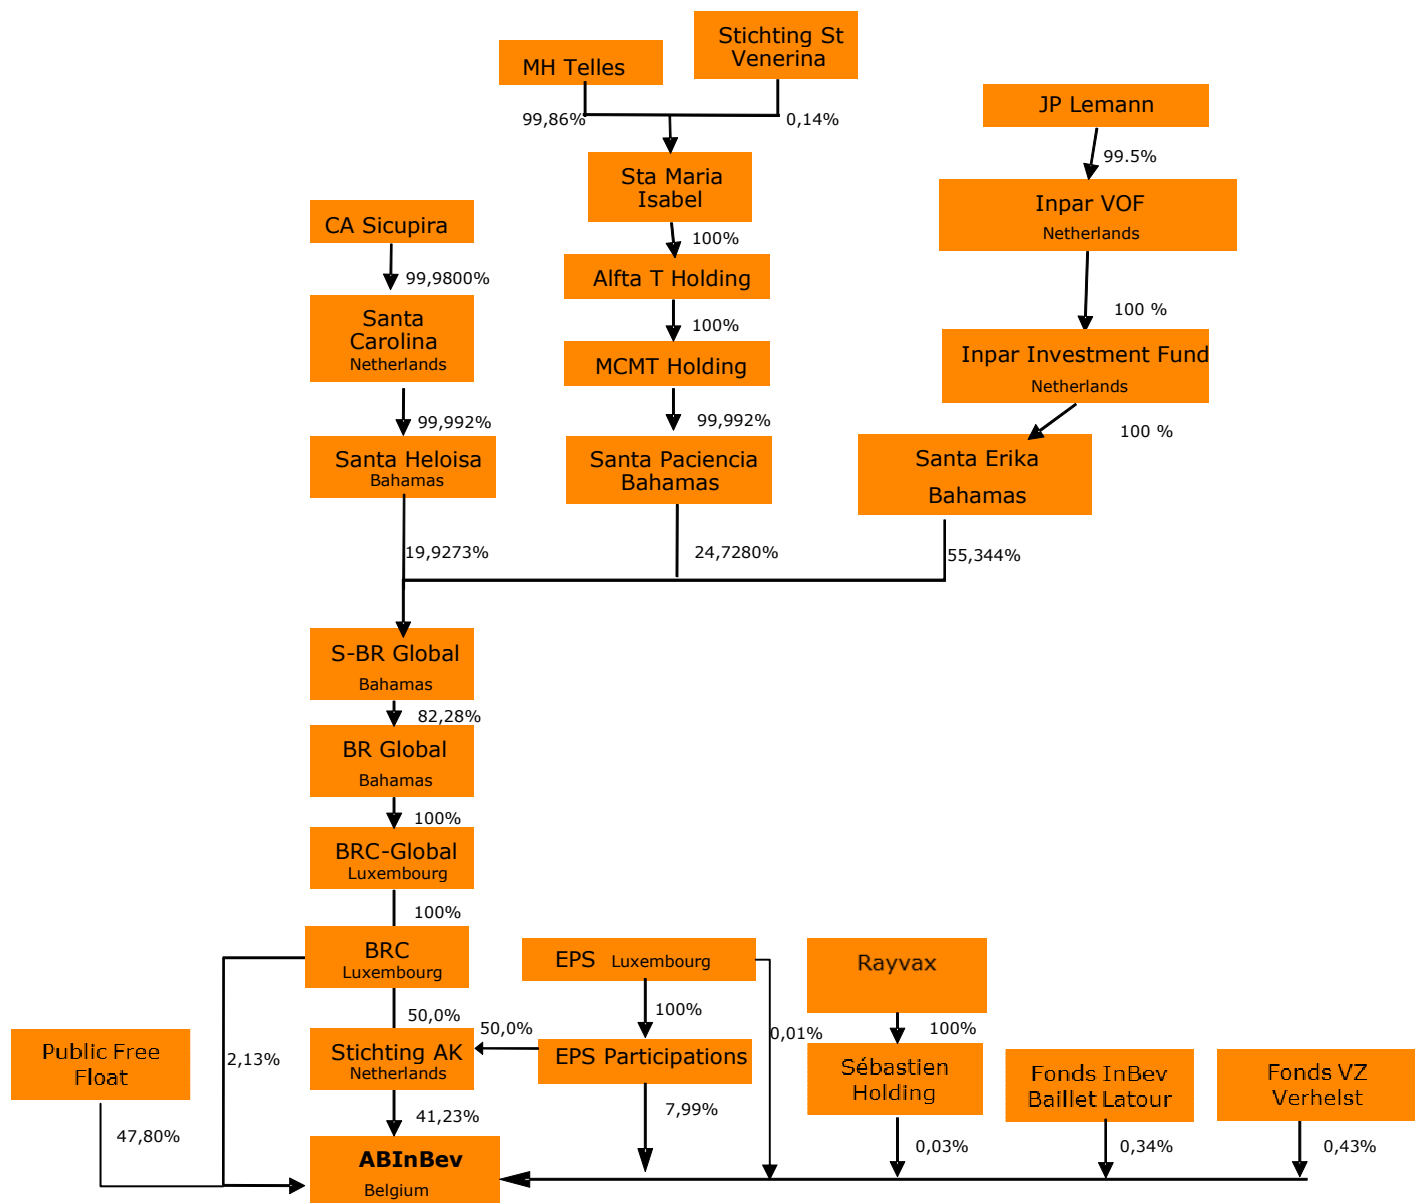 Stichting St
Venerina
MH Telles
JP Lemann
99,86%
0,14%
99.5%
Sta Maria
Isabel
Inpar VOF
Netherlands
CA Sicupira
100%
99,9800%
Alfta T Holding
Santa
Carolina
Netherlands
100%
100 %
MCMT Holding
Inpar Investment Fund
Netherlands
99,992%
99,992%
100 %
Santa Heloisa
Bahamas
Santa Paciencia
Bahamas
Santa Erika
Bahamas
19,9273%
24,7280%
55,344%
S-BR Global
Bahamas
82,28%
BR Global
Bahamas
100%
BRC-Global
Luxembourg
100%
BRC
Luxembourg
EPS Luxembourg
Rayvax
50,0%
50,0%
100%
0,01%
100%
Public Free
Float
2,13%
Stichting AK
Netherlands
EPS Participations
Sébastien
Holding
Fonds InBev
Baillet Latour
Fonds VZ
Verhelst
47,80%
41,23%
7,99%
0,03%
0,34%
0,43%
ABInBev
Belgium